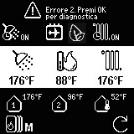 Errore 2. Premi OK
per diagnostica
ON ON
176°F 88°F 176°F
1 176°F 2 96°F 52°F
M